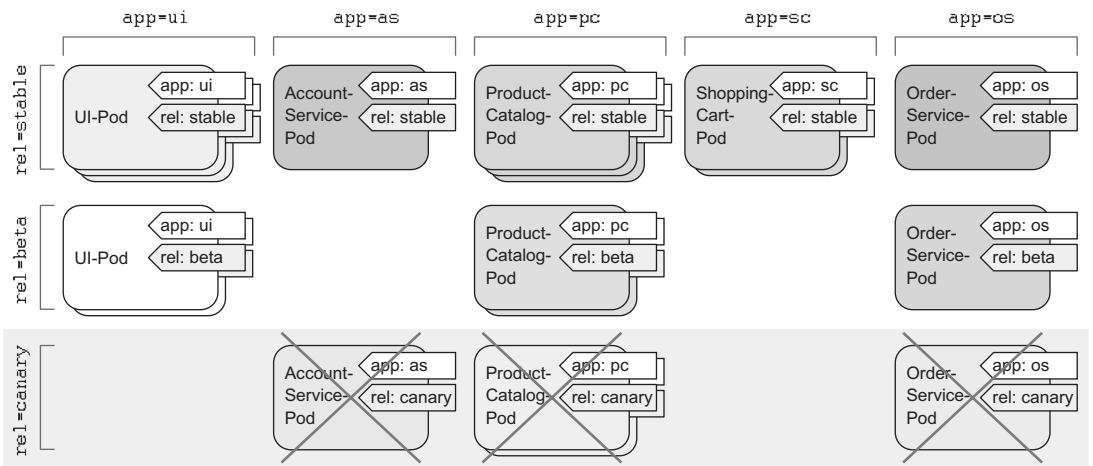 app=ui
app=as
app=pc
app=sc
app=os
rel=stable
UI-Pod
app: ui
rel: stable
Account-
Service-
Pod
app: as
rel: stable
Product-
Catalog-
Pod
app: pc
rel: stable
Shopping-
Cart-
Pod
app: sc
rel: stable
Order-
Service-
Pod
app: os
rel: stable
rel=beta
UI-Pod
app: ui
rel: beta
Product-
Catalog-
Pod
app: pc
rel: beta
Order-
Service-
Pod
app: os
rel: beta
rel=canary
Account-
Service-
Pod
app: as
rel: canary
Product-
Catalog-
Pod
app: pc
rel: canary
Order-
Service-
Pod
app: os
rel: canary